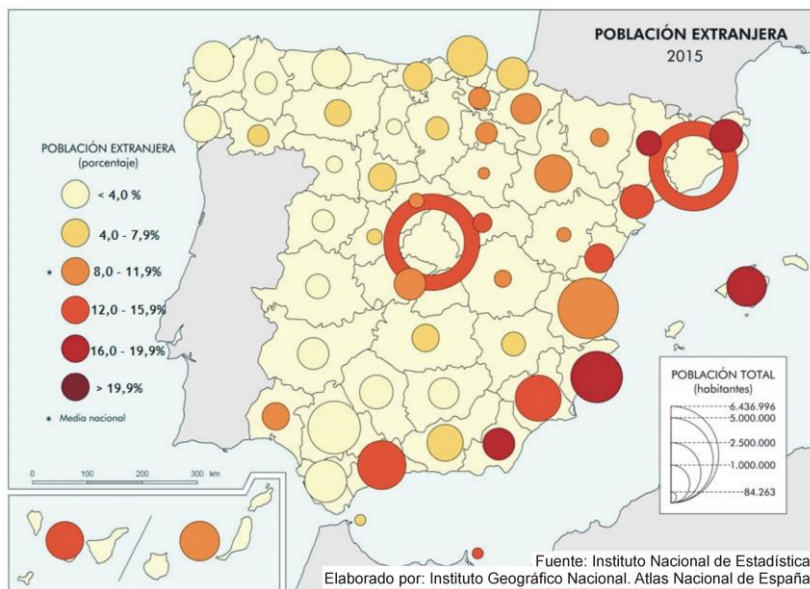 POBLACIÓN EXTRANJERA
2015
POBLACIÓN EXTRANJERA
(porcentaje)
< 4,0 %
4,0 - 7,9%
* 8,0 - 11,9%
12,0 - 15,9%
16,0 - 19,9%
> 19,9%
* Media nacional
0 100 200 300 km
POBLACIÓN TOTAL
(habitantes)
6.436.996
5.000.000
2.500.000
1.000.000
84.263
Fuente: Instituto Nacional de Estadística
Elaborado por: Instituto Geográfico Nacional. Atlas Nacional de España